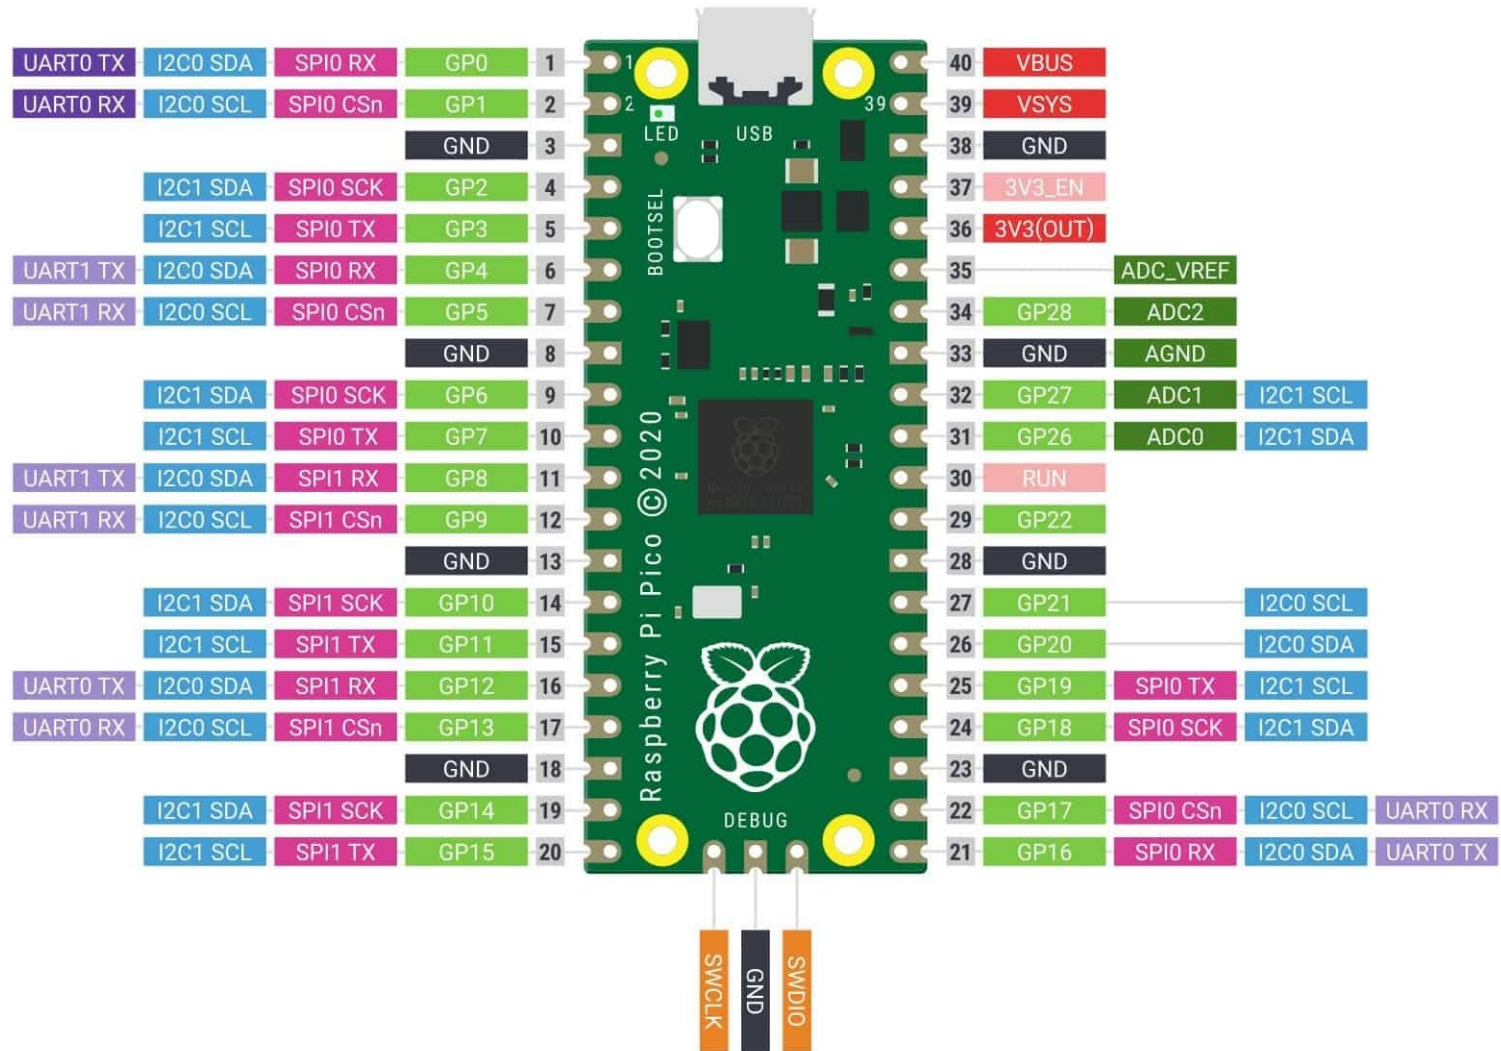 UART0 TX I2C0 SDA SPI0 RX GP0 1 1 40 VBUS
UART0 RX I2C0 SCL SPI0 CSn GP1 2 2 39 39 VSYS
LED USB
GND 3 38 GND
I2C1 SDA SPI0 SCK GP2 4 37 3V3_EN
I2C1 SCL SPI0 TX GP3 5 36 3V3(OUT)
BOOTSEL
UART1 TX I2C0 SDA SPI0 RX GP4 6 35 ADC_VREF
UART1 RX I2C0 SCL SPI0 CSn GP5 7 34 GP28 ADC2
GND 8 33 GND AGND
I2C1 SDA SPI0 SCK GP6 9 32 GP27 ADC1 I2C1 SCL
I2C1 SCL SPI0 TX GP7 10 31 GP26 ADC0 I2C1 SDA
UART1 TX I2C0 SDA SPI1 RX GP8 11 30 RUN
UART1 RX I2C0 SCL SPI1 CSn GP9 12 29 GP22
GND 13 28 GND
I2C1 SDA SPI1 SCK GP10 14 27 GP21 I2C0 SCL
I2C1 SCL SPI1 TX GP11 15 26 GP20 I2C0 SDA
UART0 TX I2C0 SDA SPI1 RX GP12 16 25 GP19 SPI0 TX I2C1 SCL
UART0 RX I2C0 SCL SPI1 CSn GP13 17 24 GP18 SPI0 SCK I2C1 SDA
Raspberry Pi Pico ©2020
GND 18 23 GND
I2C1 SDA SPI1 SCK GP14 19 22 GP17 SPI0 CSn I2C0 SCL UART0 RX
DEBUG
I2C1 SCL SPI1 TX GP15 20 21 GP16 SPI0 RX I2C0 SDA UART0 TX
SWCLK
GND
SWDIO